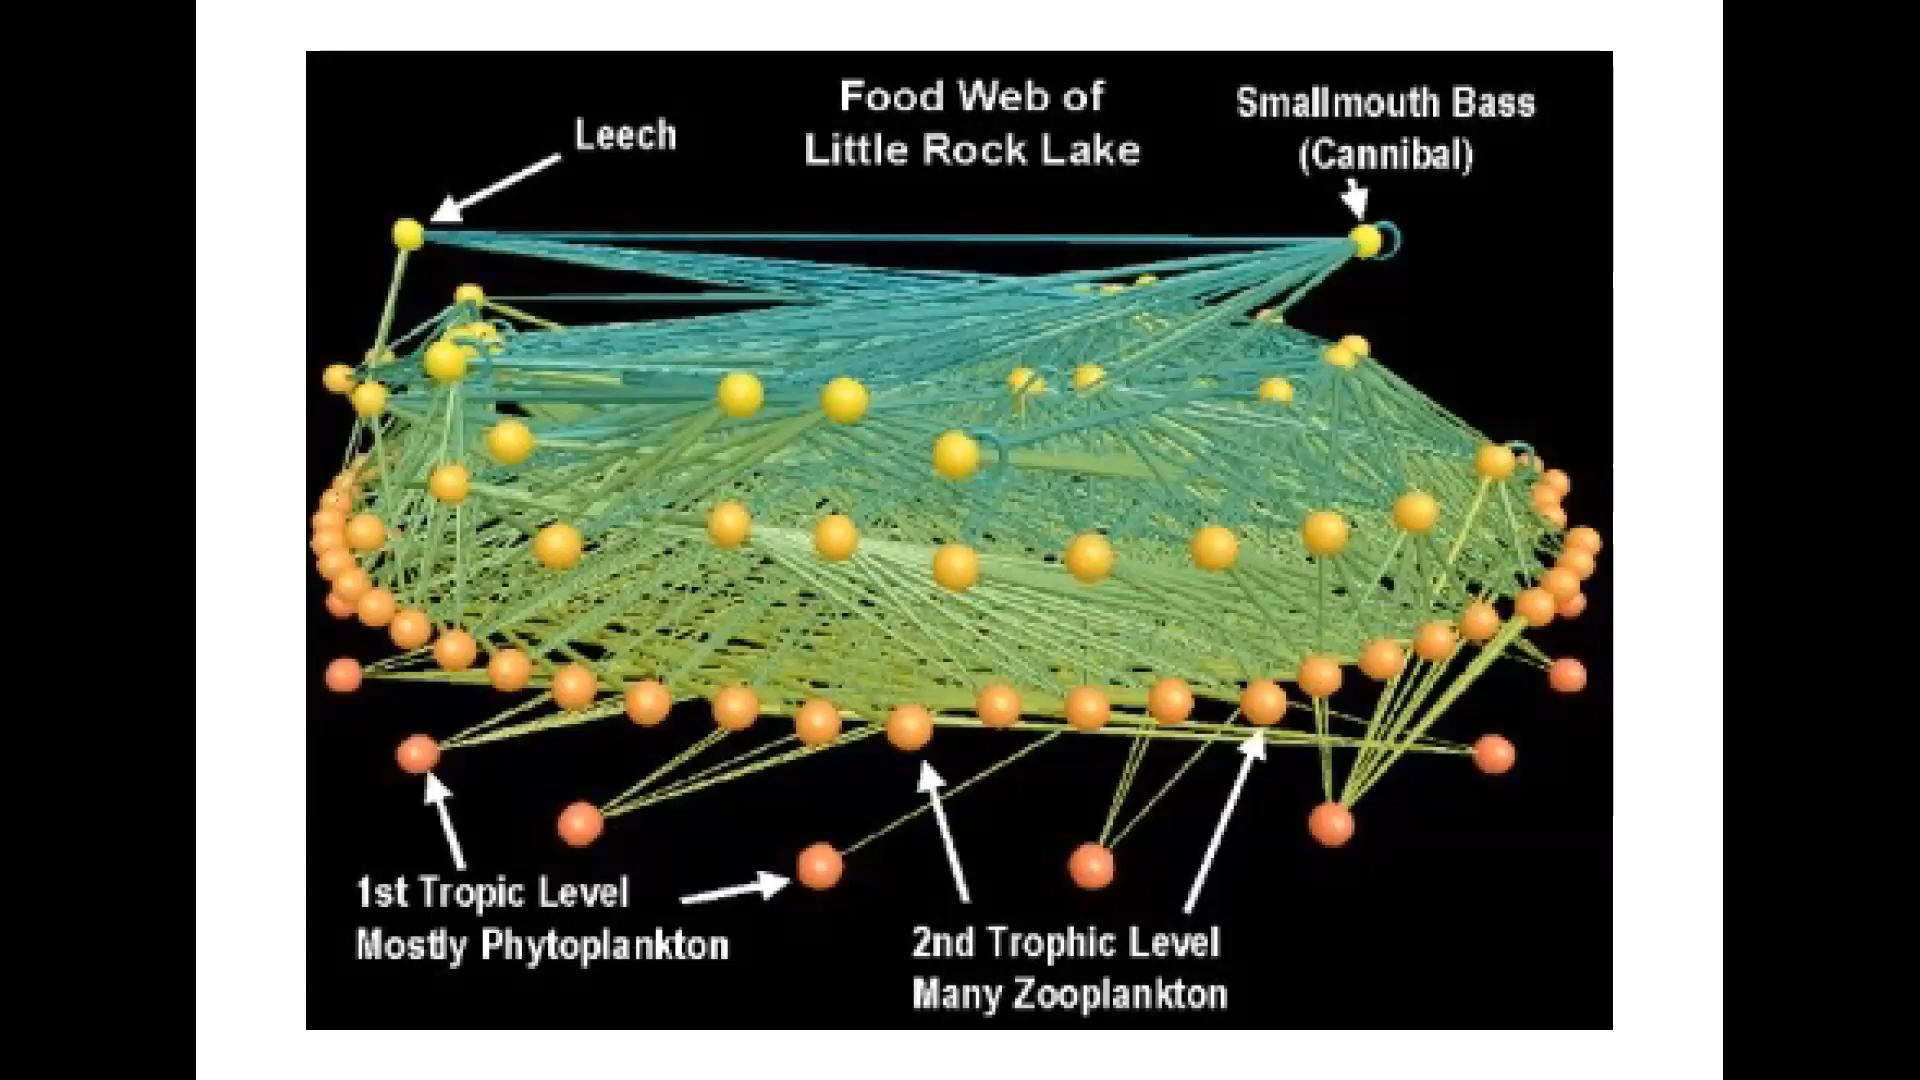 Food Web of
Little Rock Lake
Leech
Smallmouth Bass
(Cannibal)
1st Tropic Level
Mostly Phytoplankton
2nd Trophic Level
Many Zooplankton